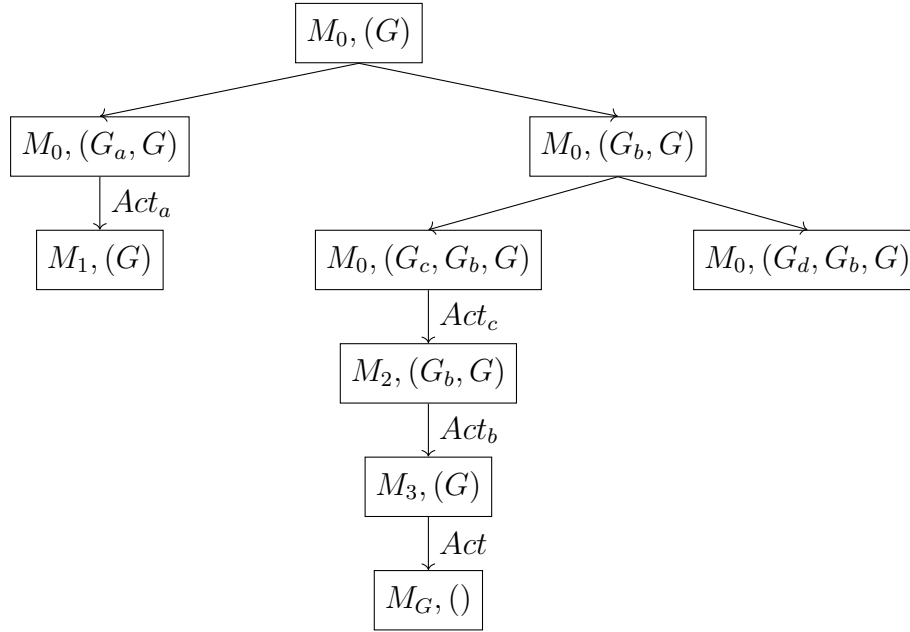 M_0, (G)
M_0, (G_a, G)
M_0, (G_b, G)
Act_a
M_1, (G)
M_0, (G_c, G_b, G)
M_0, (G_d, G_b, G)
Act_c
M_2, (G_b, G)
Act_b
M_3, (G)
Act
M_G, ()